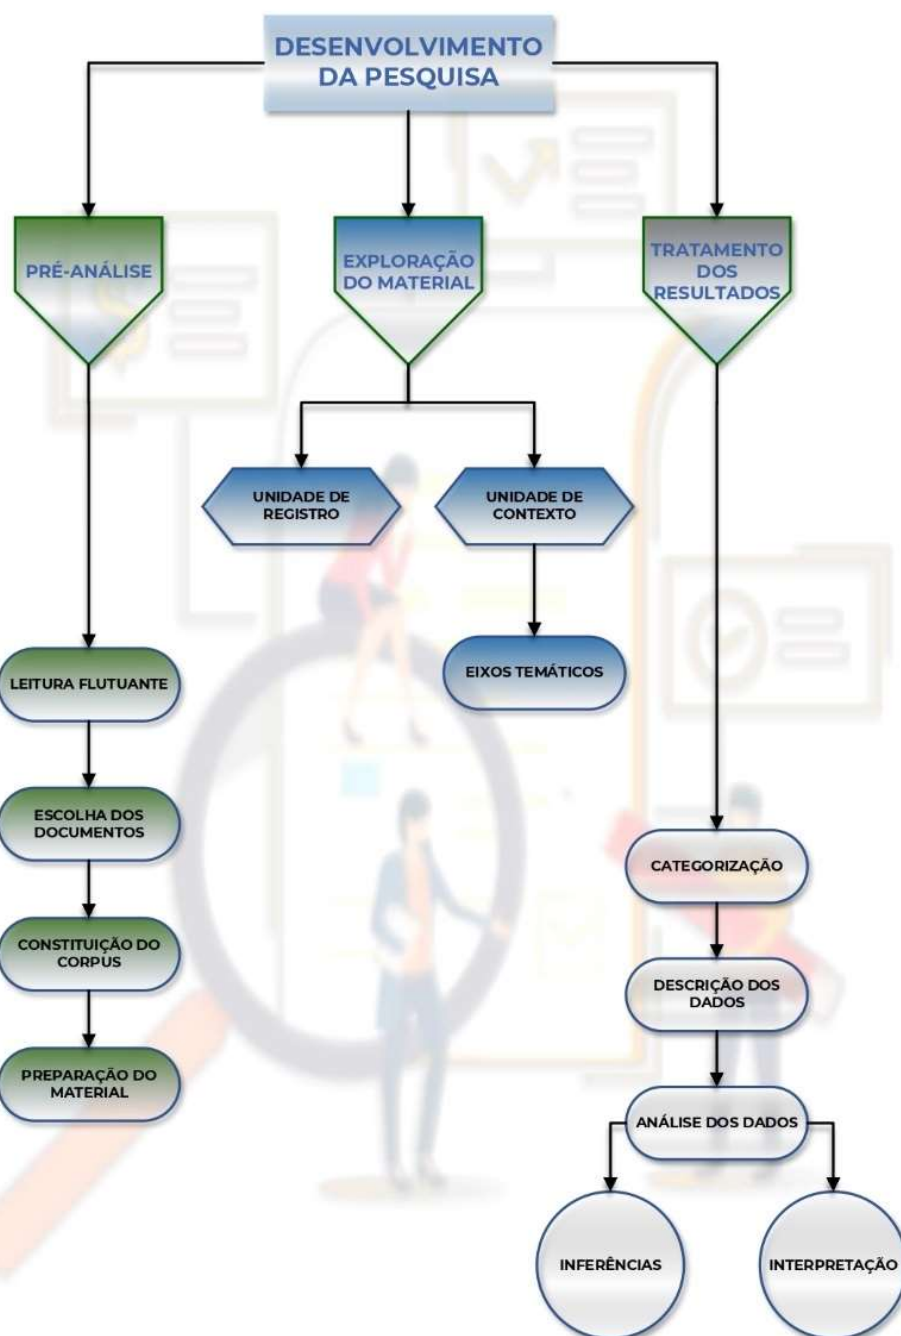 DESENVOLVIMENTO
DA PESQUISA
PRÉ-ANÁLISE
EXPLORAÇÃO
DO MATERIAL
TRATAMENTO
DOS
RESULTADOS
UNIDADE DE
REGISTRO
UNIDADE DE
CONTEXTO
LEITURA FLUTUANTE
EIXOS TEMÁTICOS
ESCOLHA DOS
DOCUMENTOS
CATEGORIZAÇÃO
CONSTITUIÇÃO DO
CORPUS
DESCRIÇÃO DOS
DADOS
PREPARAÇÃO DO
MATERIAL
ANÁLISE DOS DADOS
INFERÊNCIAS
INTERPRETAÇÃO